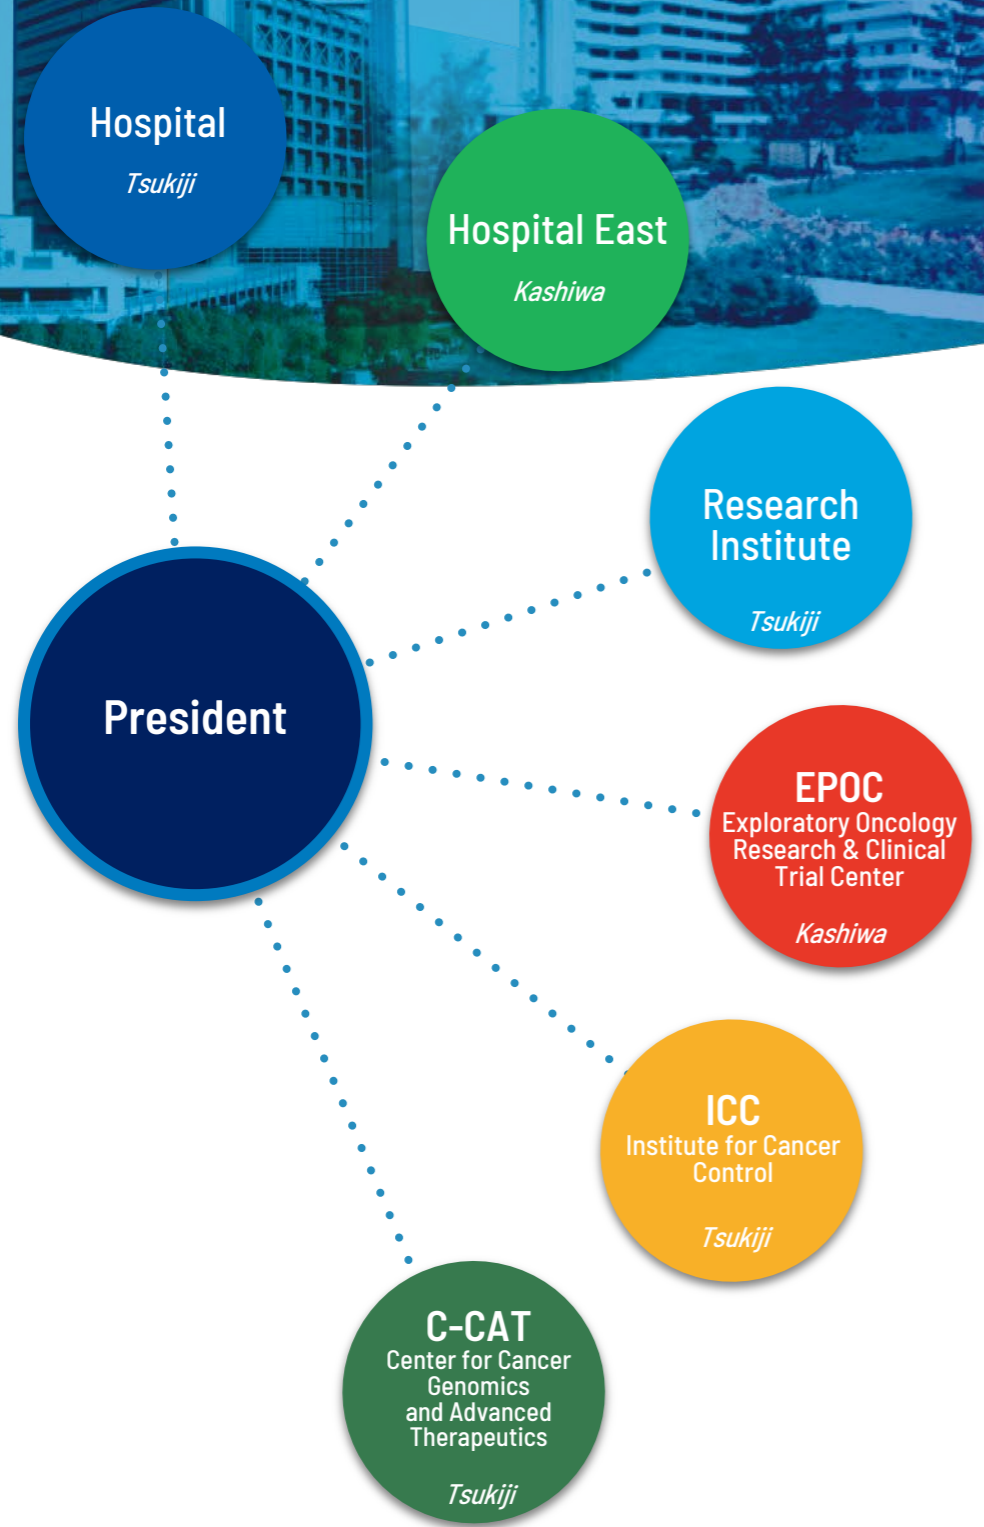 Hospital
Tsukiji
Hospital East
Kashiwa
Research
Institute
Tsukiji
President
EPOC
Exploratory Oncology
Research & Clinical
Trial Center
Kashiwa
ICC
Institute for Cancer
Control
Tsukiji
C-CAT
Center for Cancer
Genomics
and Advanced
Therapeutics
Tsukiji